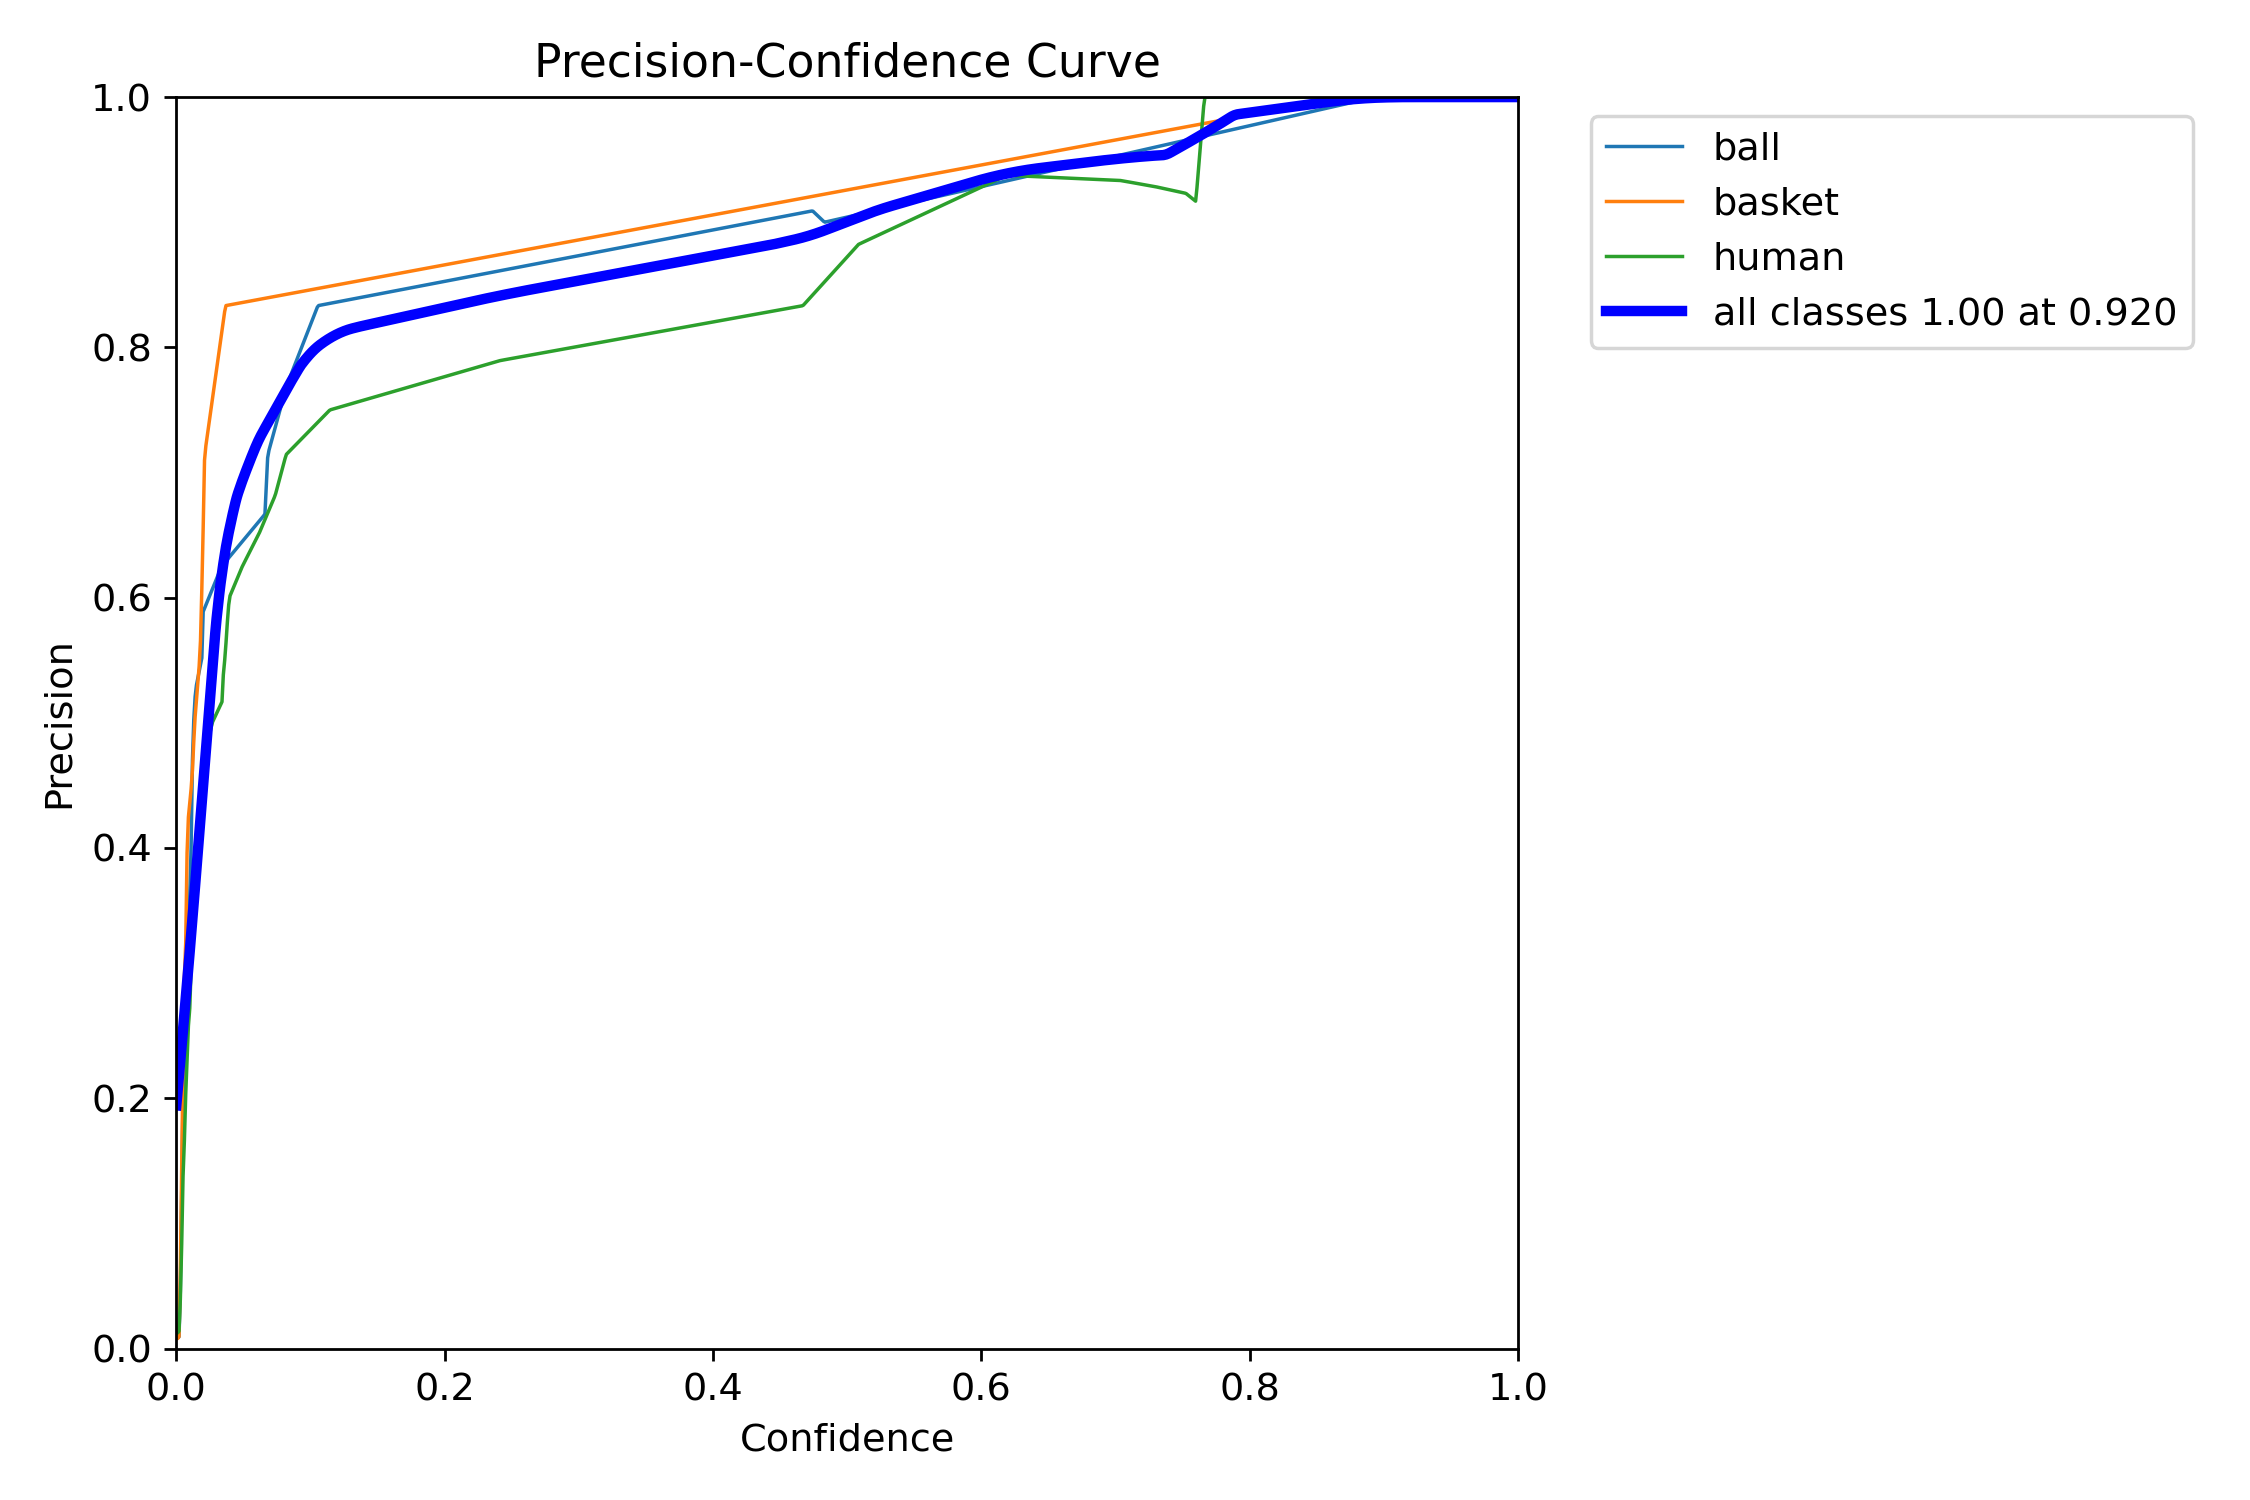 Precision-Confidence Curve
1.0
0.8
0.6
0.4
0.2
0.0
Precision
0.0 0.2 0.4 0.6 0.8 1.0
Confidence
ball
basket
human
all classes 1.00 at 0.920